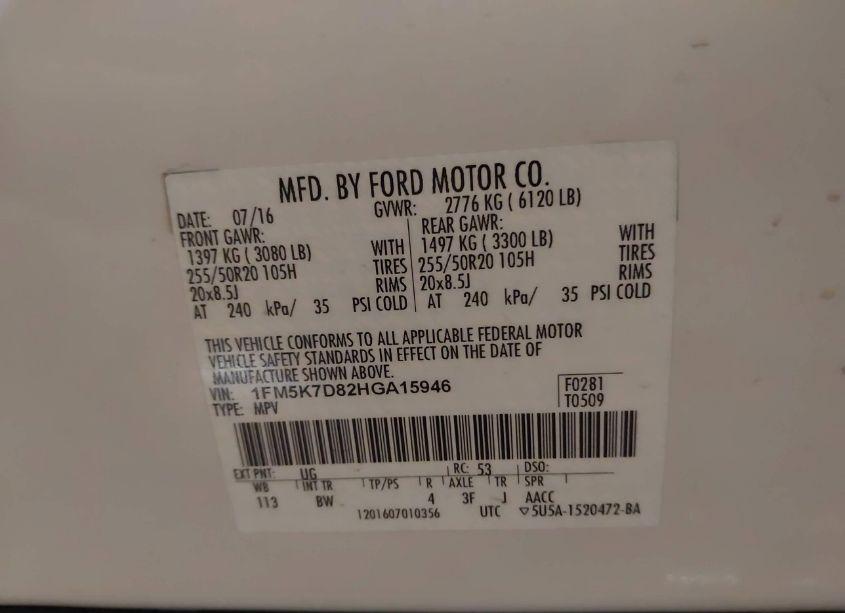 MFD. BY FORD MOTOR CO.
DATE: 07/16 GVWR: 2776 KG ( 6120 LB)
FRONT GAWR: REAR GAWR:
1397 KG ( 3080 LB) WITH 1497 KG ( 3300 LB) WITH
255/50R20 105H TIRES 255/50R20 105H TIRES
20x8.5J RIMS 20x8.5J RIMS
AT 240 kPa/ 35 PSI COLD AT 240 kPa/ 35 PSI COLD
THIS VEHICLE CONFORMS TO ALL APPLICABLE FEDERAL MOTOR
VEHICLE SAFETY STANDARDS IN EFFECT ON THE DATE OF
MANUFACTURE SHOWN ABOVE.
VIN: 1FM5K7D82HGA15946 F0281
TYPE: MPV T0509
EXT PNT: UG RC: 53 DSO:
WB INT TR TP/PS R AXLE TR SPR
113 BW 4 3F J AACC
1201607010356 UTC ▽5U5A-1520472-BA